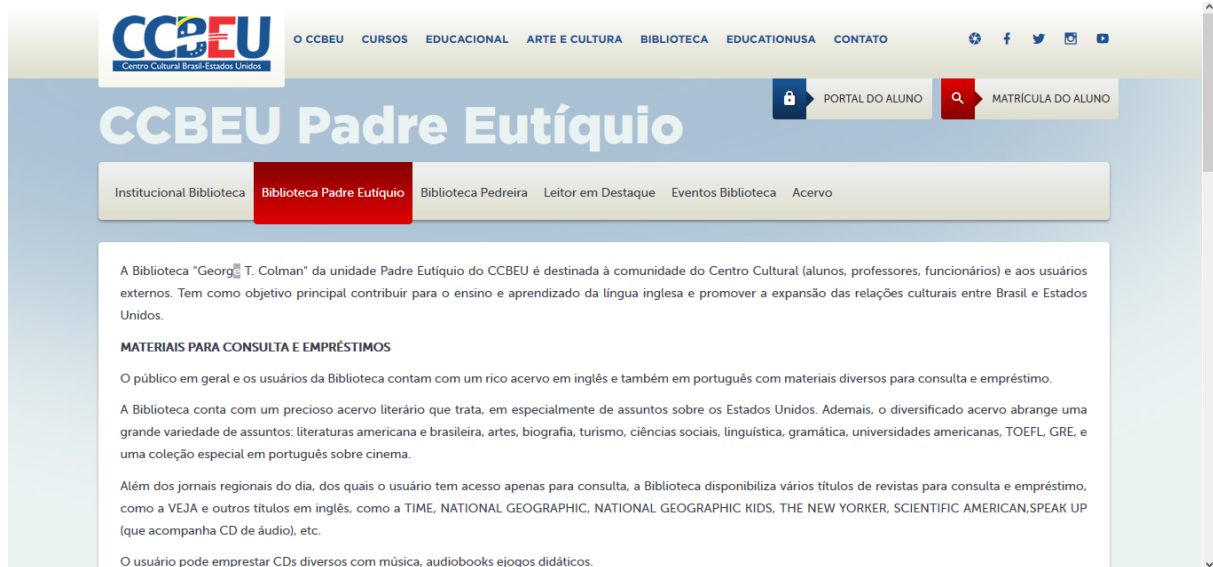 CCBEU
Centro Cultural Brasil-Estados Unidos
O CCBEU CURSOS EDUCACIONAL ARTE E CULTURA BIBLIOTECA EDUCATIONUSA CONTATO
PORTAL DO ALUNO MATRÍCULA DO ALUNO
CCBEU Padre Eutíquio
Institucional Biblioteca Biblioteca Padre Eutíquio Biblioteca Pedreira Leitor em Destaque Eventos Biblioteca Acervo
A Biblioteca "George T. Colman" da unidade Padre Eutíquio do CCBEU é destinada à comunidade do Centro Cultural (alunos, professores, funcionários) e aos usuários
externos. Tem como objetivo principal contribuir para o ensino e aprendizado da língua inglesa e promover a expansão das relações culturais entre Brasil e Estados
Unidos.
MATERIAIS PARA CONSULTA E EMPRÉSTIMOS
O público em geral e os usuários da Biblioteca contam com um rico acervo em inglês e também em português com materiais diversos para consulta e empréstimo.
A Biblioteca conta com um precioso acervo literário que trata, em especialmente de assuntos sobre os Estados Unidos. Ademais, o diversificado acervo abrange uma
grande variedade de assuntos: literaturas americana e brasileira, artes, biografia, turismo, ciências sociais, linguística, gramática, universidades americanas, TOEFL, GRE, e
uma coleção especial em português sobre cinema.
Além dos jornais regionais do dia, dos quais o usuário tem acesso apenas para consulta, a Biblioteca disponibiliza vários títulos de revistas para consulta e empréstimo,
como a VEJA e outros títulos em inglês, como a TIME, NATIONAL GEOGRAPHIC, NATIONAL GEOGRAPHIC KIDS, THE NEW YORKER, SCIENTIFIC AMERICAN,SPEAK UP
(que acompanha CD de áudio), etc.
O usuário pode emprestar CDs diversos com música, audiobooks ejogos didáticos.